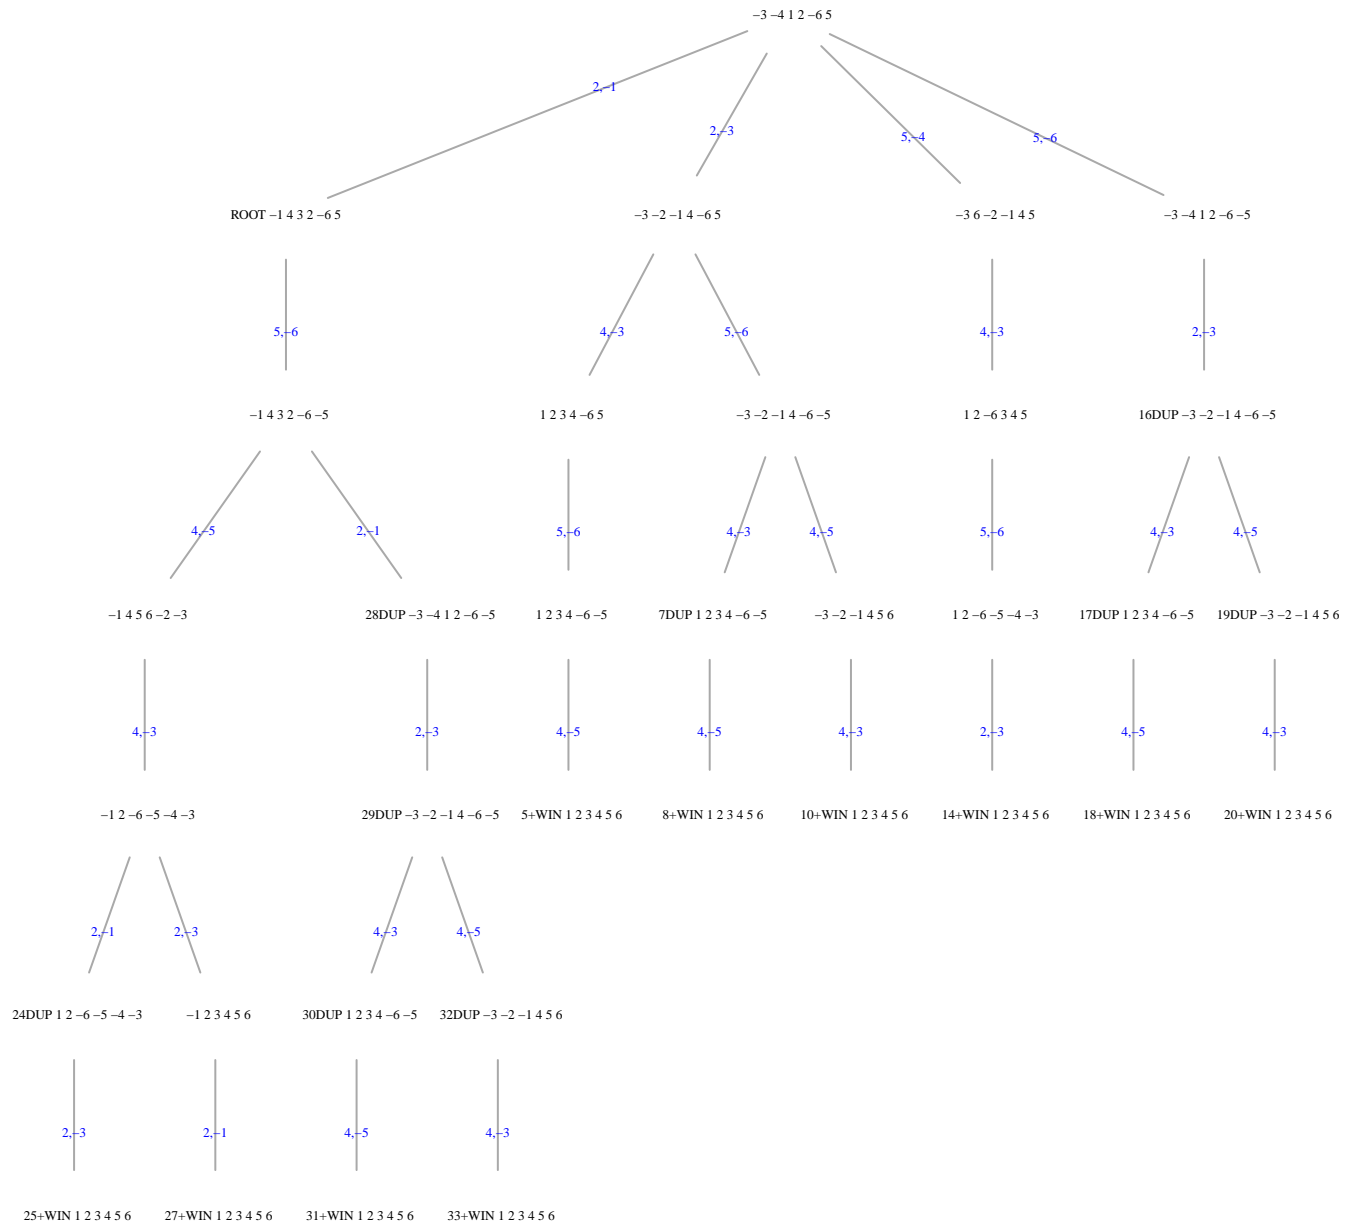 −3 −4 1 2 −6 5
2,−1
2,−3
5,−4
5,−6
ROOT −1 4 3 2 −6 5
−3 −2 −1 4 −6 5
−3 6 −2 −1 4 5
−3 −4 1 2 −6 −5
5,−6
4,−3
5,−6
4,−3
2,−3
−1 4 3 2 −6 −5
1 2 3 4 −6 5
−3 −2 −1 4 −6 −5
1 2 −6 3 4 5
16DUP −3 −2 −1 4 −6 −5
4,−5
2,−1
5,−6
4,−3
4,−5
5,−6
4,−3
4,−5
−1 4 5 6 −2 −3
28DUP −3 −4 1 2 −6 −5
1 2 3 4 −6 −5
7DUP 1 2 3 4 −6 −5
−3 −2 −1 4 5 6
1 2 −6 −5 −4 −3
17DUP 1 2 3 4 −6 −5
19DUP −3 −2 −1 4 5 6
4,−3
2,−3
4,−5
4,−5
4,−3
2,−3
4,−5
4,−3
−1 2 −6 −5 −4 −3
29DUP −3 −2 −1 4 −6 −5
5+WIN 1 2 3 4 5 6
8+WIN 1 2 3 4 5 6
10+WIN 1 2 3 4 5 6
14+WIN 1 2 3 4 5 6
18+WIN 1 2 3 4 5 6
20+WIN 1 2 3 4 5 6
2,−1
2,−3
4,−3
4,−5
24DUP 1 2 −6 −5 −4 −3
−1 2 3 4 5 6
30DUP 1 2 3 4 −6 −5
32DUP −3 −2 −1 4 5 6
2,−3
2,−1
4,−5
4,−3
25+WIN 1 2 3 4 5 6
27+WIN 1 2 3 4 5 6
31+WIN 1 2 3 4 5 6
33+WIN 1 2 3 4 5 6